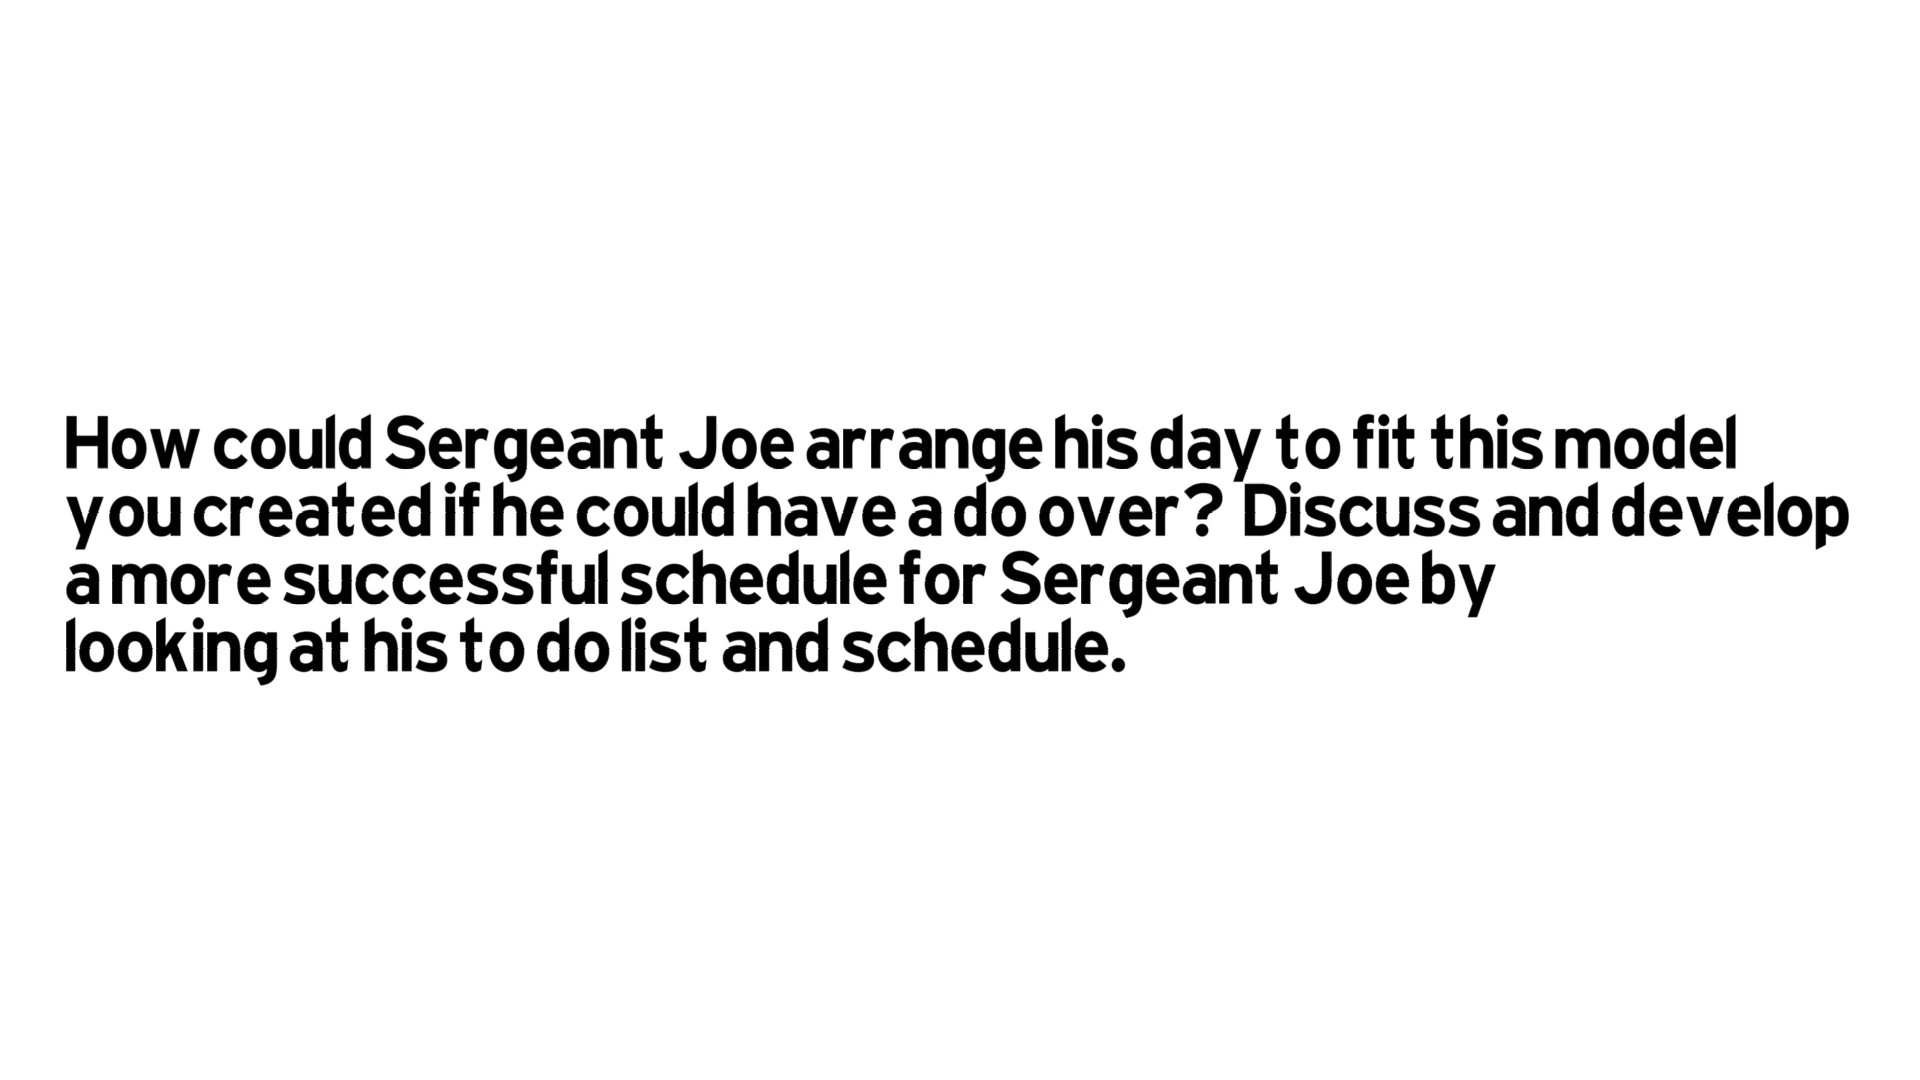 How could Sergeant Joe arrange his day to fit this model
you created if he could have a do over? Discuss and develop
a more successful schedule for Sergeant Joe by
looking at his to do list and schedule.